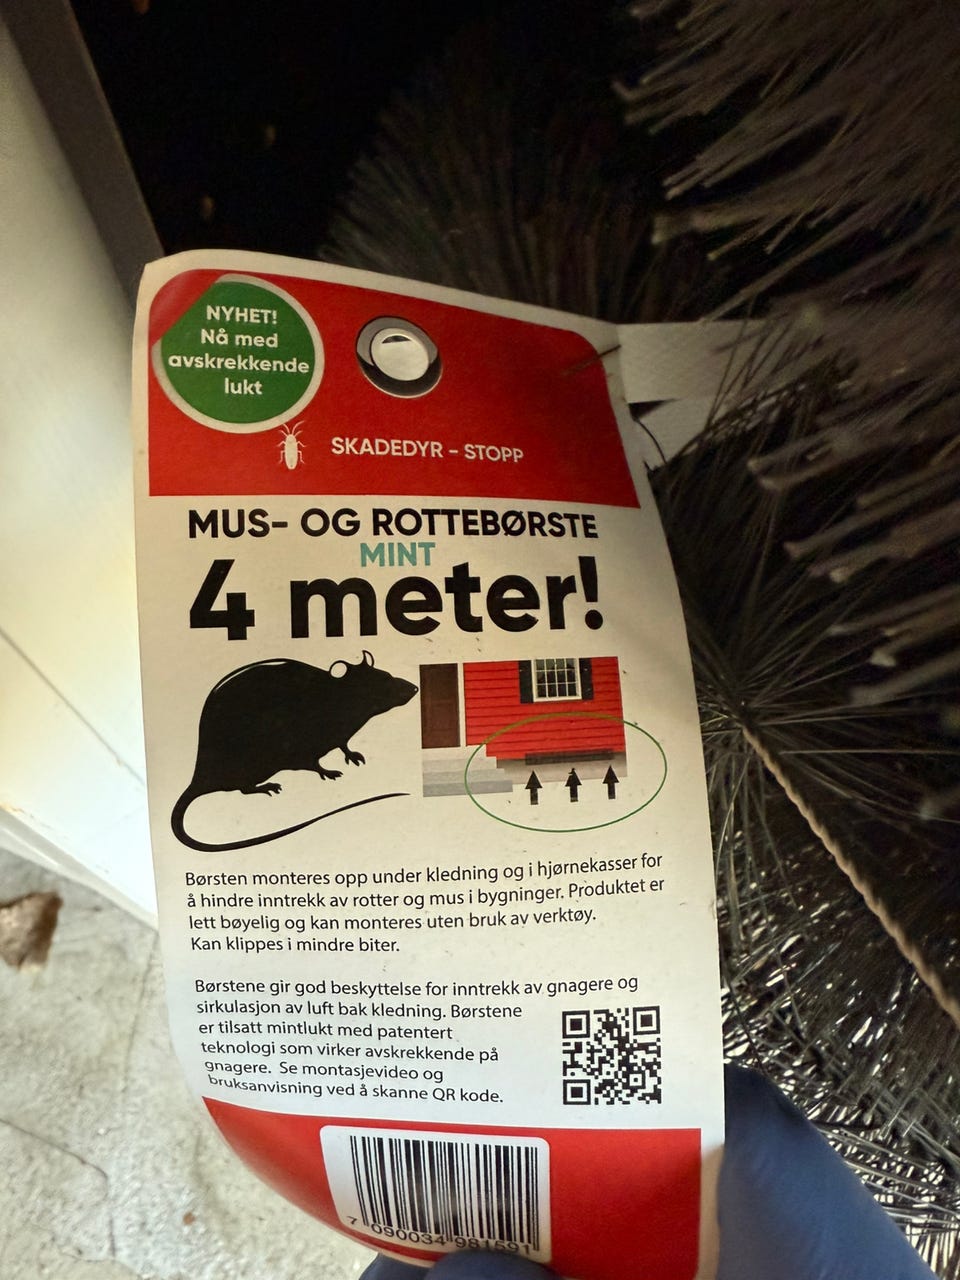 NYHET!
Nå med
avskrekkende
lukt
SKADEDYR - STOPP
MUS- OG ROTTEBØRSTE
MINT
4 meter!
Børsten monteres opp under kledning og i hjørnekasser for
å hindre inntrekk av rotter og mus i bygninger. Produktet er
lett bøyelig og kan monteres uten bruk av verktøy.
Kan klippes i mindre biter.
Børstene gir god beskyttelse for inntrekk av gnagere og
sirkulasjon av luft bak kledning. Børstene
er tilsatt mintlukt med patentert
teknologi som virker avskrekkende på
gnagere. Se montasjevideo og
bruksanvisning ved å skanne QR kode.
7 090034 981591